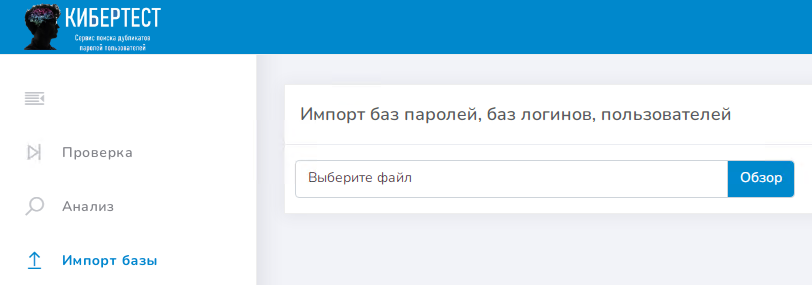 КИБЕРТЕСТ
Сервис поиска дубликатов
паролей пользователей
Импорт баз паролей, баз логинов, пользователей
Проверка
Выберите файл
Обзор
Анализ
Импорт базы